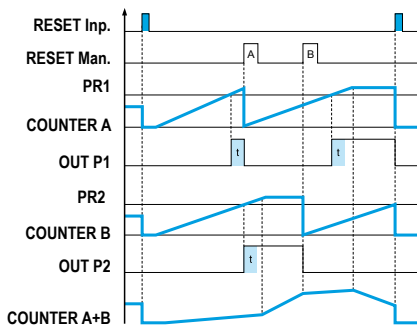 RESET Inp.
RESET Man.
A
B
PR1
COUNTER A
OUT P1
t
t
PR2
COUNTER B
OUT P2
t
COUNTER A+B